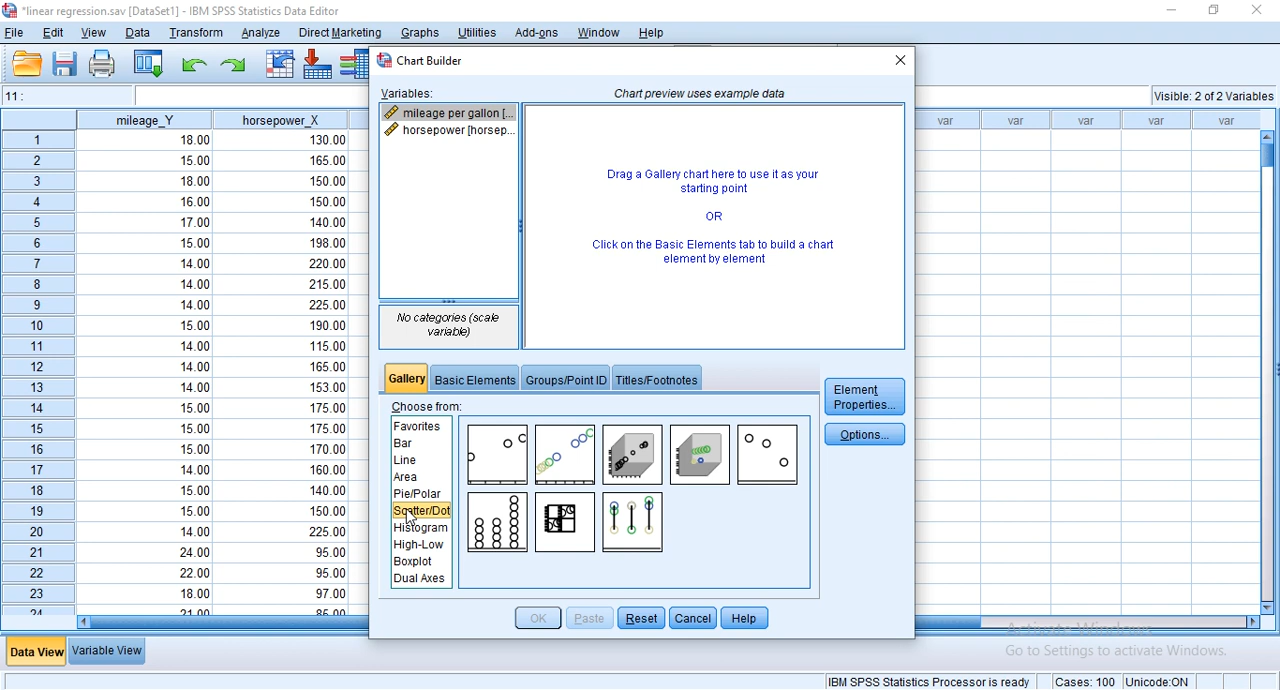 *linear regression.sav [DataSet1] - IBM SPSS Statistics Data Editor
File Edit View Data Transform Analyze Direct Marketing Graphs Utilities Add-ons Window Help
Chart Builder
11 :
Visible: 2 of 2 Variables
Variables:
Chart preview uses example data
mileage per gallon [...
horsepower [horsep...
Drag a Gallery chart here to use it as your
starting point
OR
Click on the Basic Elements tab to build a chart
element by element
No categories (scale
variable)
Gallery Basic Elements Groups/Point ID Titles/Footnotes
Element
Properties...
Options...
Choose from:
Favorites
Bar
Line
Area
Pie/Polar
Scatter/Dot
Histogram
High-Low
Boxplot
Dual Axes
OK Paste Reset Cancel Help
mileage_Y horsepower_X var var var var var
1 18.00 130.00
2 15.00 165.00
3 18.00 150.00
4 16.00 150.00
5 17.00 140.00
6 15.00 198.00
7 14.00 220.00
8 14.00 215.00
9 14.00 225.00
10 15.00 190.00
11 14.00 115.00
12 14.00 165.00
13 14.00 153.00
14 15.00 175.00
15 15.00 175.00
16 15.00 170.00
17 14.00 160.00
18 15.00 140.00
19 15.00 150.00
20 14.00 225.00
21 24.00 95.00
22 22.00 95.00
23 18.00 97.00
24 21.00 85.00
Activate Windows
Go to Settings to activate Windows.
Data View Variable View
IBM SPSS Statistics Processor is ready Cases: 100 Unicode:ON